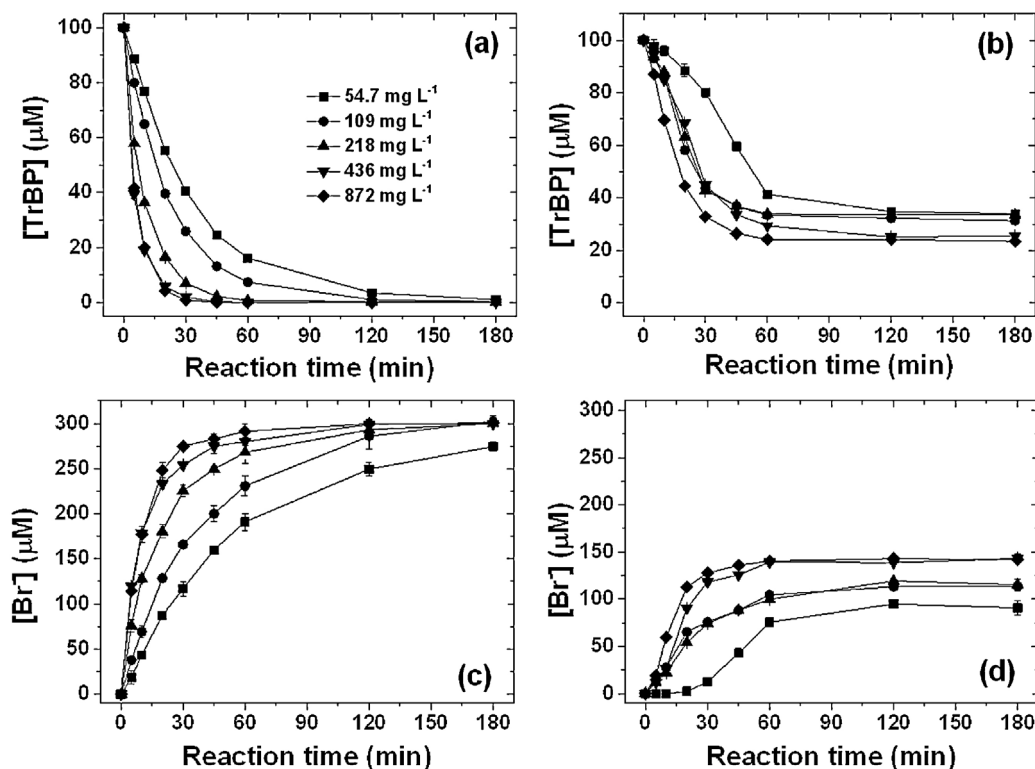 (a)
54.7 mg L⁻¹
109 mg L⁻¹
218 mg L⁻¹
436 mg L⁻¹
872 mg L⁻¹
[TrBP] (μM)
100
80
60
40
20
0
0 30 60 90 120 150 180
Reaction time (min)
(b)
[TrBP] (μM)
100
80
60
40
20
0
0 30 60 90 120 150 180
Reaction time (min)
(c)
[Br⁻] (μM)
300
250
200
150
100
50
0
0 30 60 90 120 150 180
Reaction time (min)
(d)
[Br⁻] (μM)
300
250
200
150
100
50
0
0 30 60 90 120 150 180
Reaction time (min)